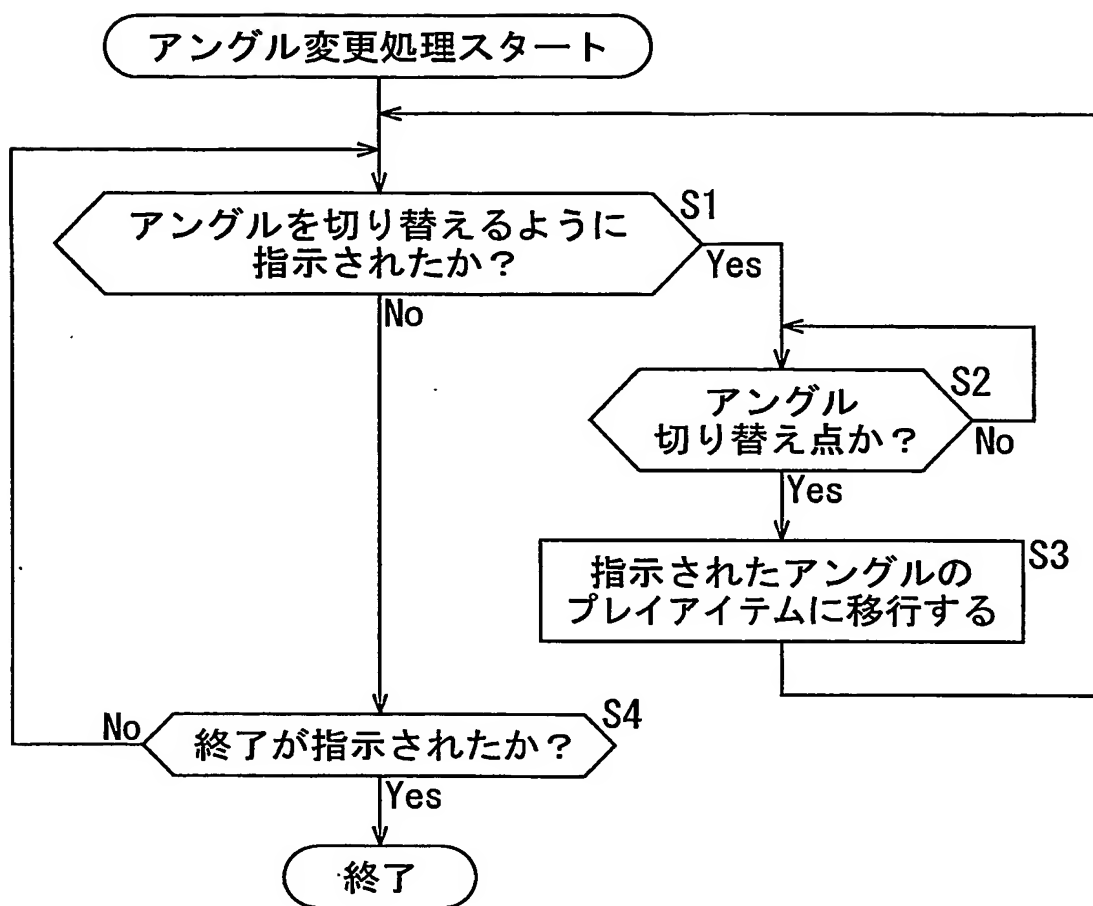 アングル変更処理スタート
アングルを切り替えるように
指示されたか？
S1
Yes
No
アングル
切り替え点か？
S2
No
Yes
指示されたアングルの
プレイアイテムに移行する
S3
No
終了が指示されたか？
S4
Yes
終了